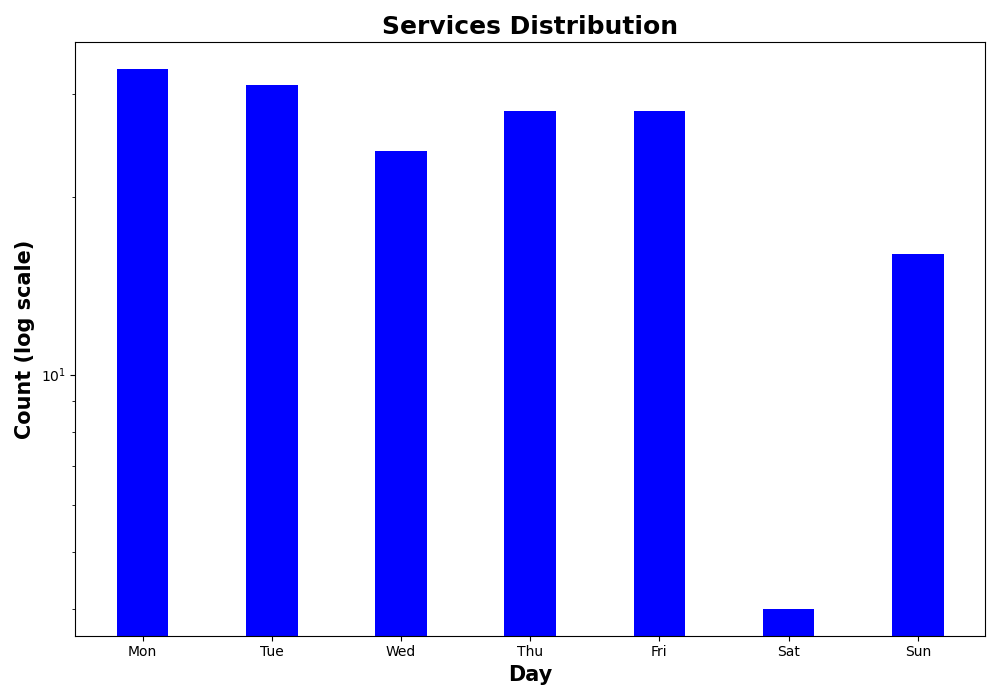 Services Distribution
Count (log scale)
10¹
Mon Tue Wed Thu Fri Sat Sun
Day